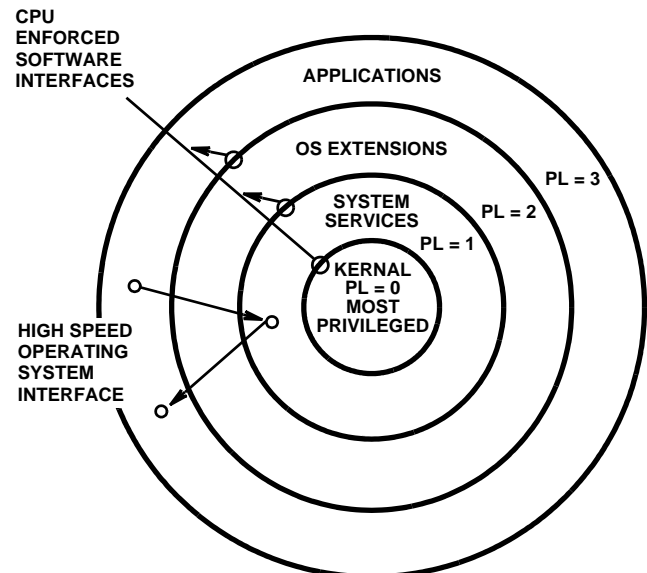 CPU
ENFORCED
SOFTWARE
INTERFACES
APPLICATIONS
OS EXTENSIONS
PL = 3
SYSTEM
SERVICES
PL = 2
PL = 1
KERNAL
PL = 0
MOST
PRIVILEGED
HIGH SPEED
OPERATING
SYSTEM
INTERFACE